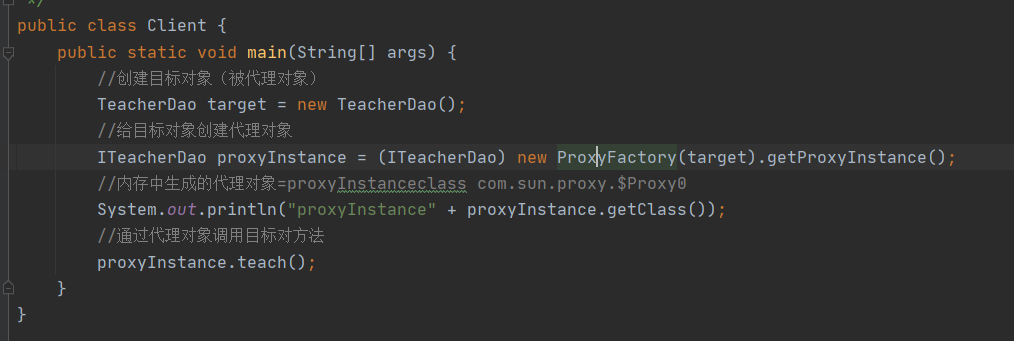 */
public class Client {
public static void main(String[] args) {
//创建目标对象（被代理对象）
TeacherDao target = new TeacherDao();
//给目标对象创建代理对象
ITeacherDao proxyInstance = (ITeacherDao) new ProxyFactory(target).getProxyInstance();
//内存中生成的代理对象=proxyInstanceclass com.sun.proxy.$Proxy0
System.out.println("proxyInstance" + proxyInstance.getClass());
//通过代理对象调用目标对方法
proxyInstance.teach();
}
}